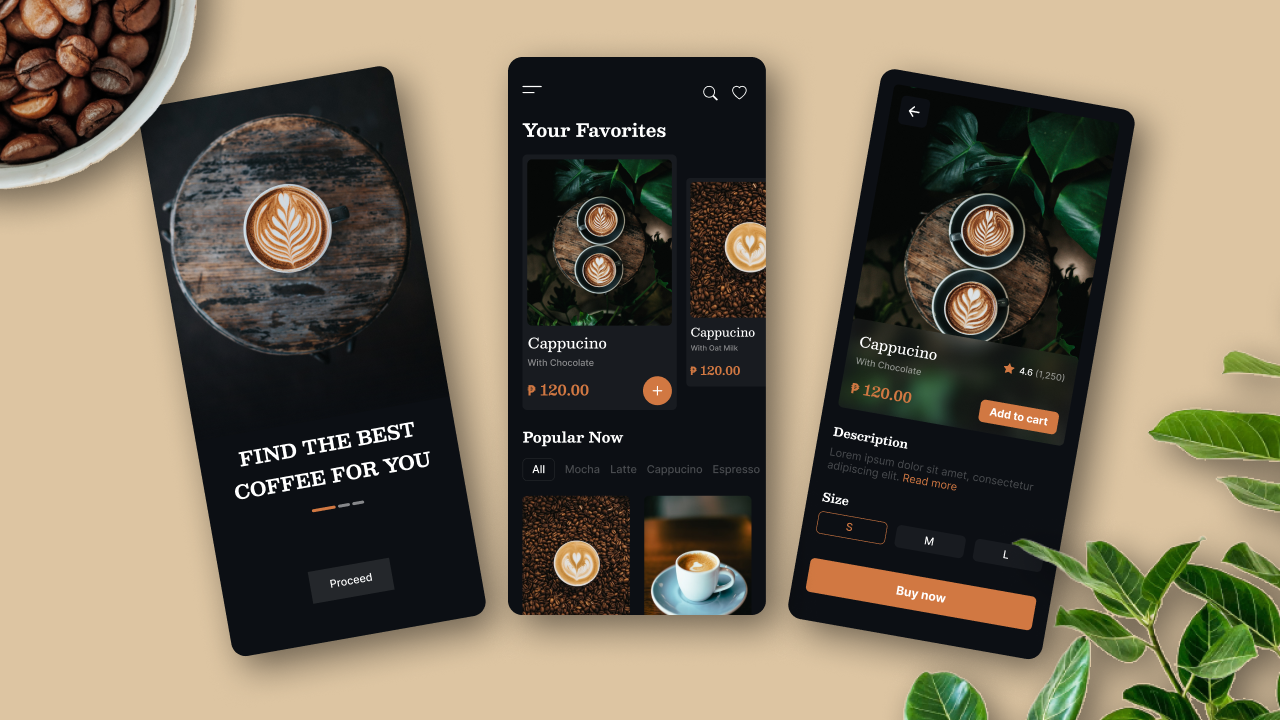 FIND THE BEST
COFFEE FOR YOU
Proceed
Your Favorites
Cappucino
With Chocolate
₱ 120.00
Cappucino
With Oat Milk
₱ 120.00
Popular Now
All Mocha Latte Cappucino Espresso
Cappucino
With Chocolate
4.6 (1,250)
₱ 120.00
Add to cart
Description
Lorem ipsum dolor sit amet, consectetur
adipiscing elit. Read more
Size
S M L
Buy now